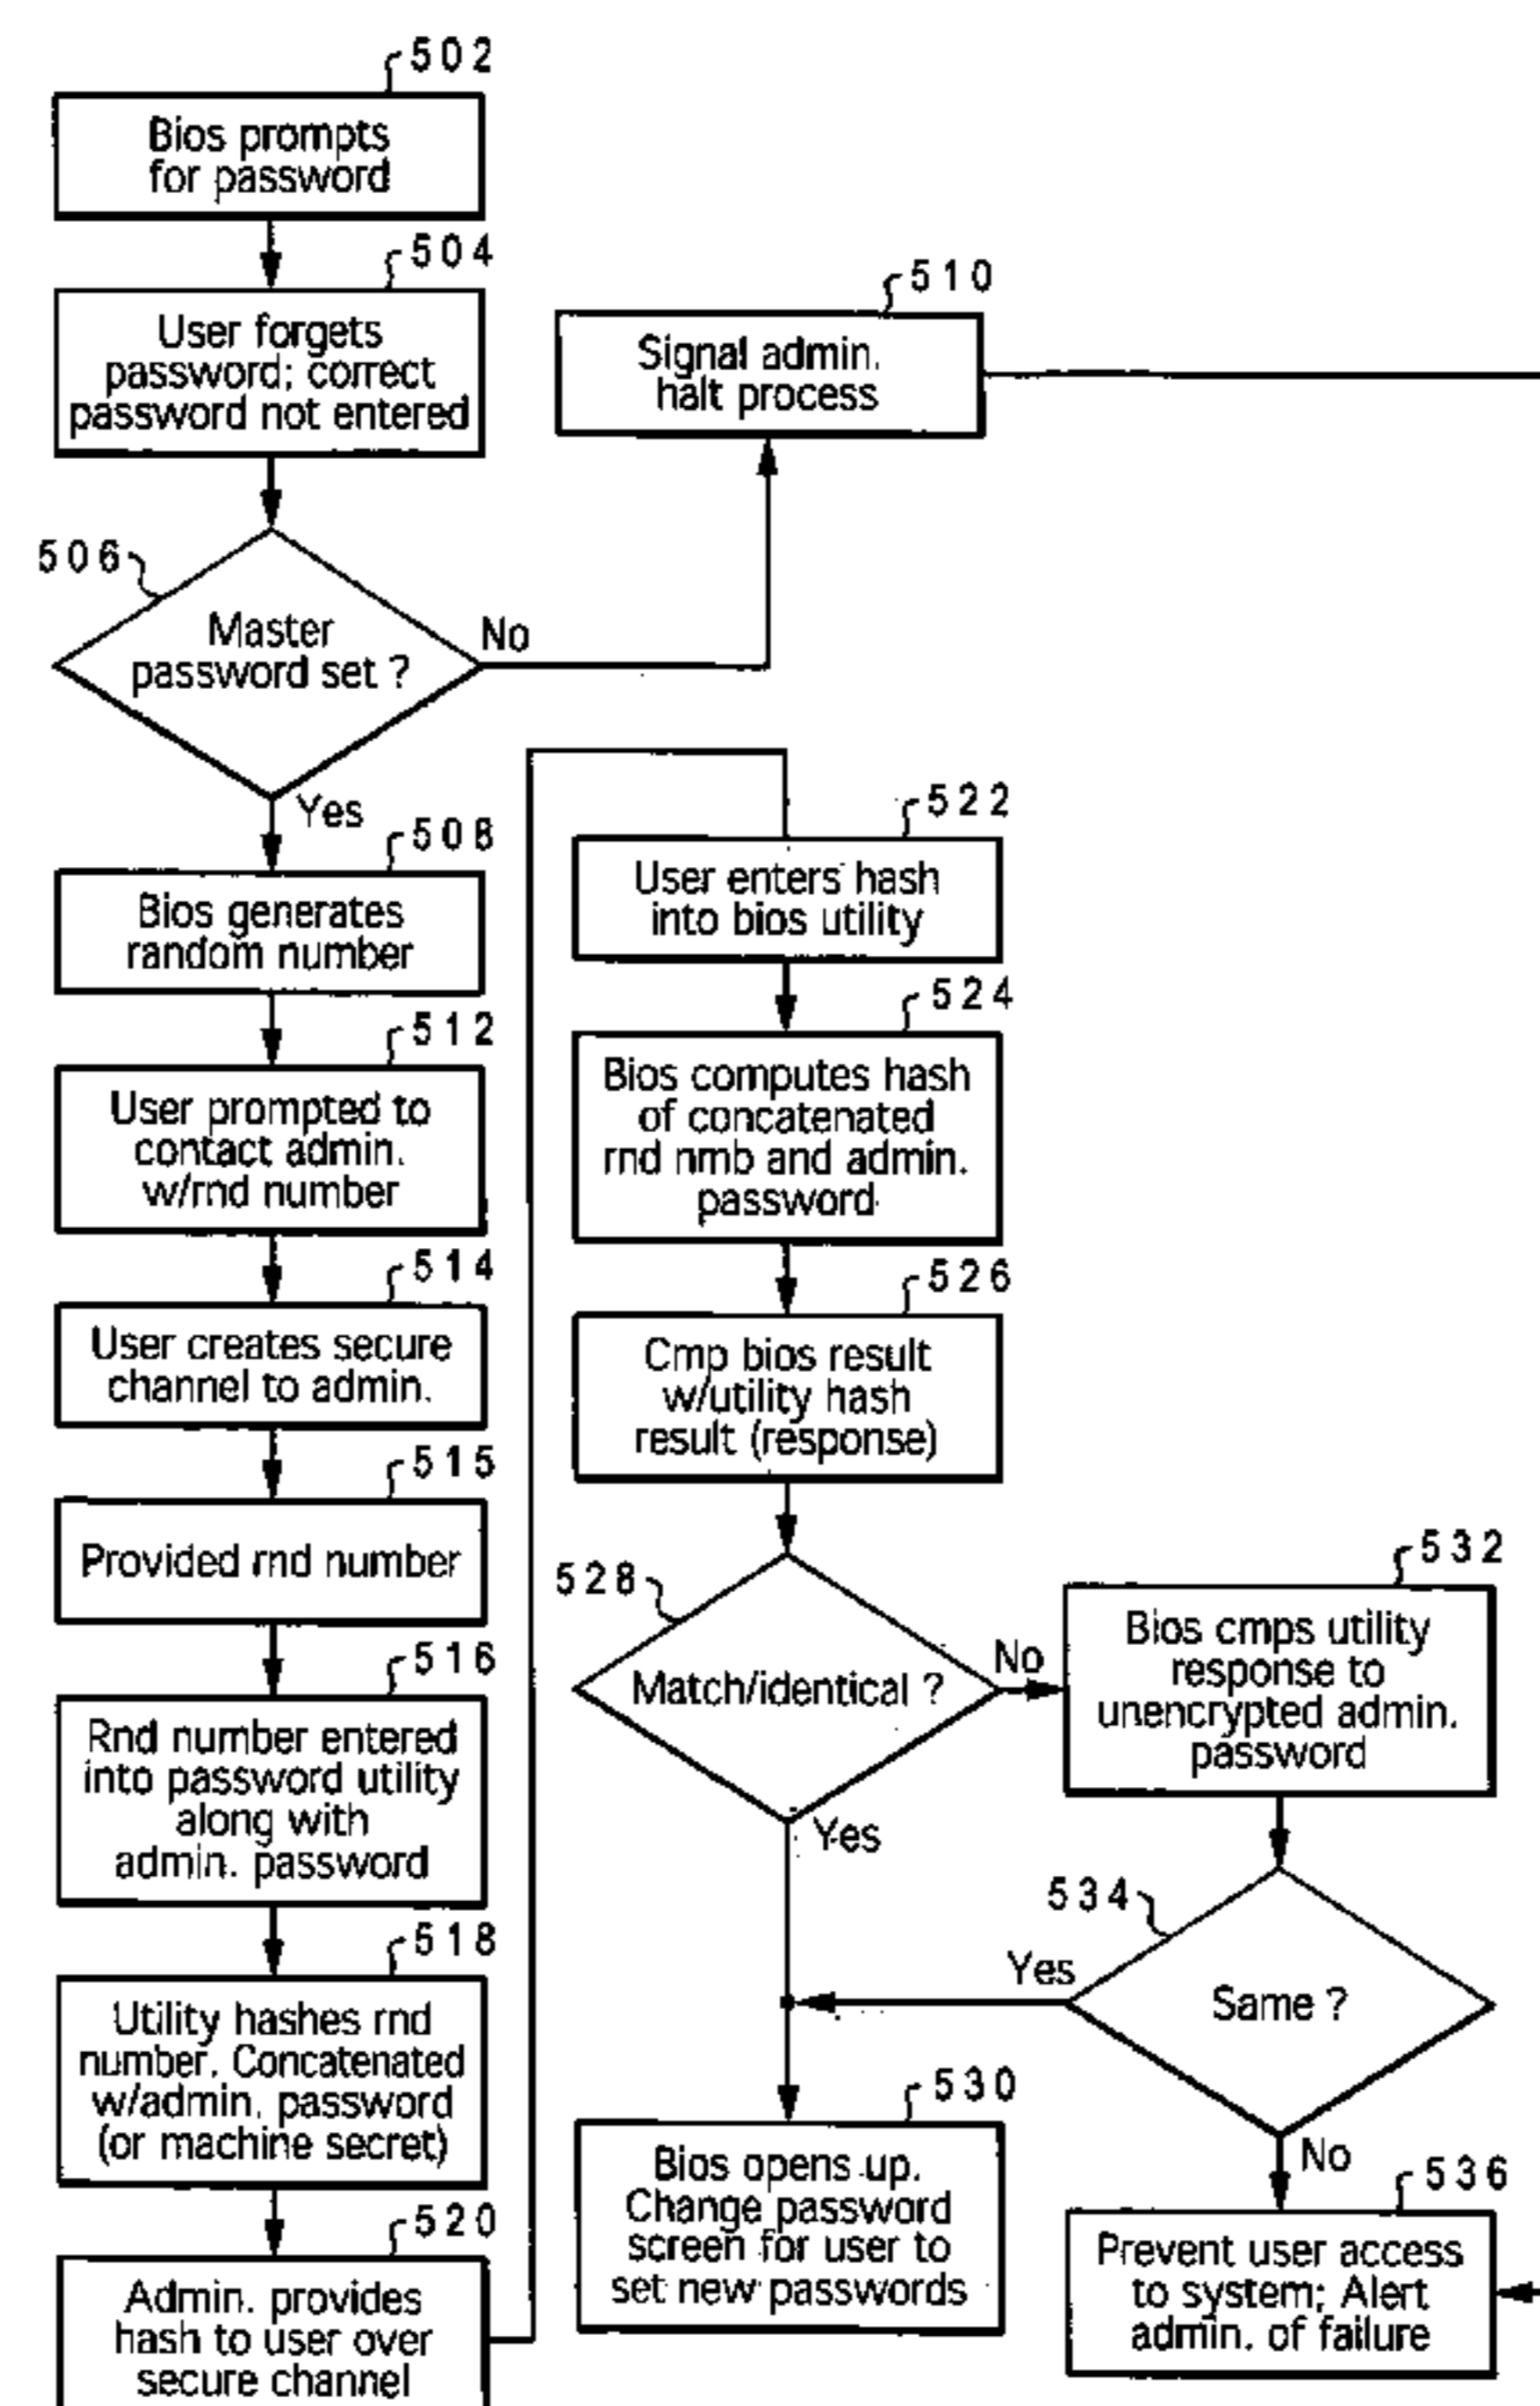 502
Bios prompts
for password
504
User forgets
password; correct
password not entered
506
Master
password set ?
No
Yes
510
Signal admin.
halt process
508
Bios generates
random number
512
User prompted to
contact admin.
w/rnd number
514
User creates secure
channel to admin.
515
Provided rnd number
516
Rnd number entered
into password utility
along with
admin. password
518
Utility hashes rnd
number. Concatenated
w/admin. password
(or machine secret)
520
Admin. provides
hash to user over
secure channel
522
User enters hash
into bios utility
524
Bios computes hash
of concatenated
rnd nmb and admin.
password
526
Cmp bios result
w/utility hash
result (response)
528
Match/identical ?
No
Yes
532
Bios cmps utility
response to
unencrypted admin.
password
534
Same ?
Yes
No
530
Bios opens up.
Change password
screen for user to
set new passwords
536
Prevent user access
to system; Alert
admin. of failure